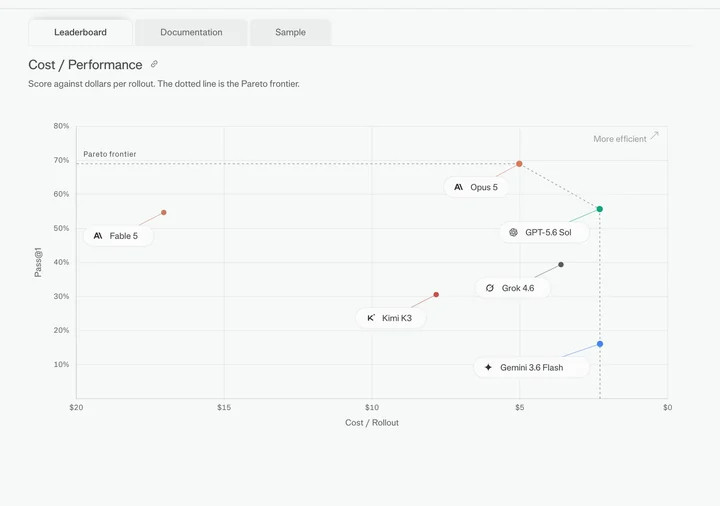 Leaderboard
Documentation
Sample
Cost / Performance
Score against dollars per rollout. The dotted line is the Pareto frontier.
80%
More efficient
Pareto frontier
70%
Opus 5
60%
Fable 5
50%
GPT-5.6 Sol
Pass@1
40%
Grok 4.6
30%
Kimi K3
20%
Gemini 3.6 Flash
10%
$20
$15
$10
$5
$0
Cost / Rollout